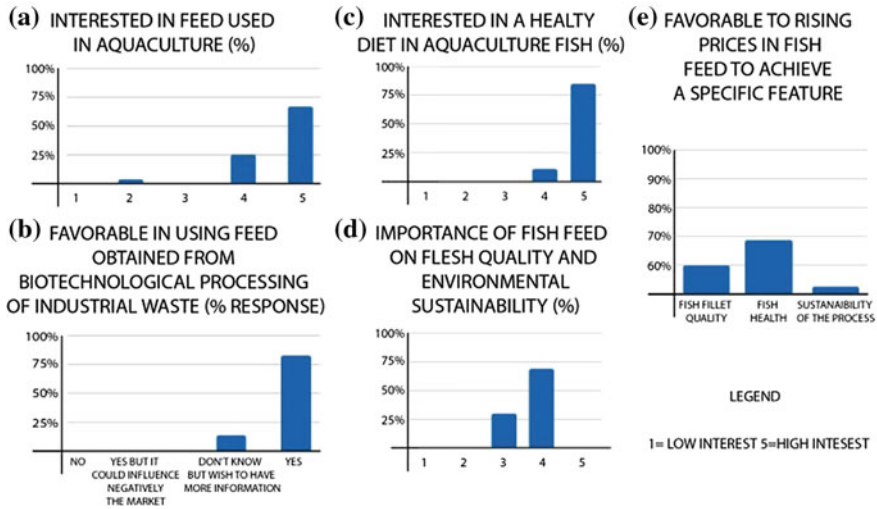 (a) INTERESTED IN FEED USED
IN AQUACULTURE (%)
100%
75%
50%
25%
1 2 3 4 5
(b) FAVORABLE IN USING FEED
OBTAINED FROM
BIOTECHNOLOGICAL PROCESSING
OF INDUSTRIAL WASTE (% RESPONSE)
100%
75%
50%
25%
NO YES BUT IT DON'T KNOW YES
COULD INFLUENCE BUT WISH TO HAVE
NEGATIVELY MORE INFORMATION
THE MARKET
(c) INTERESTED IN A HEALTY
DIET IN AQUACULTURE FISH (%)
100%
75%
50%
25%
1 2 3 4 5
(d) IMPORTANCE OF FISH FEED
ON FLESH QUALITY AND
ENVIRONMENTAL
SUSTAINABILITY (%)
100%
75%
50%
25%
1 2 3 4 5
(e) FAVORABLE TO RISING
PRICES IN FISH
FEED TO ACHIEVE
A SPECIFIC FEATURE
100%
90%
80%
70%
60%
FISH FILLET FISH SUSTANAIBILITY
QUALITY HEALTH OF THE PROCESS
LEGEND
1= LOW INTEREST 5=HIGH INTESEST